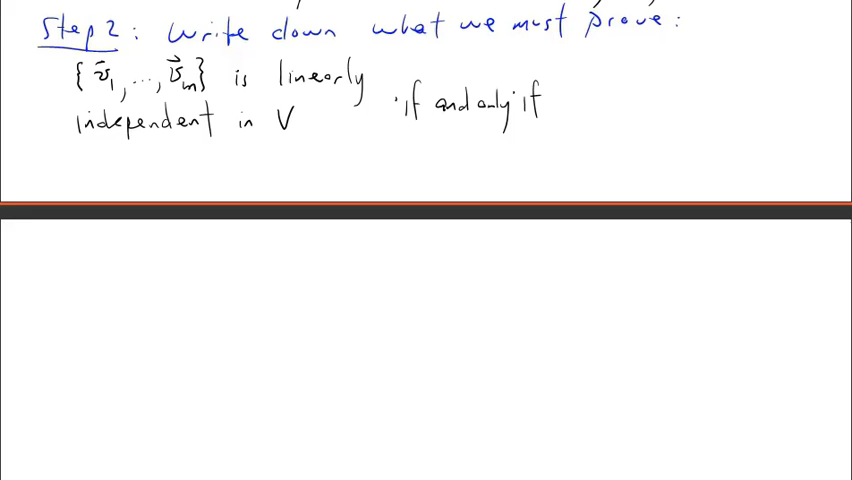 Step 2: Write down what we must prove:
{v⃗₁, ..., v⃗ₘ} is linearly
independent in V
if and only if